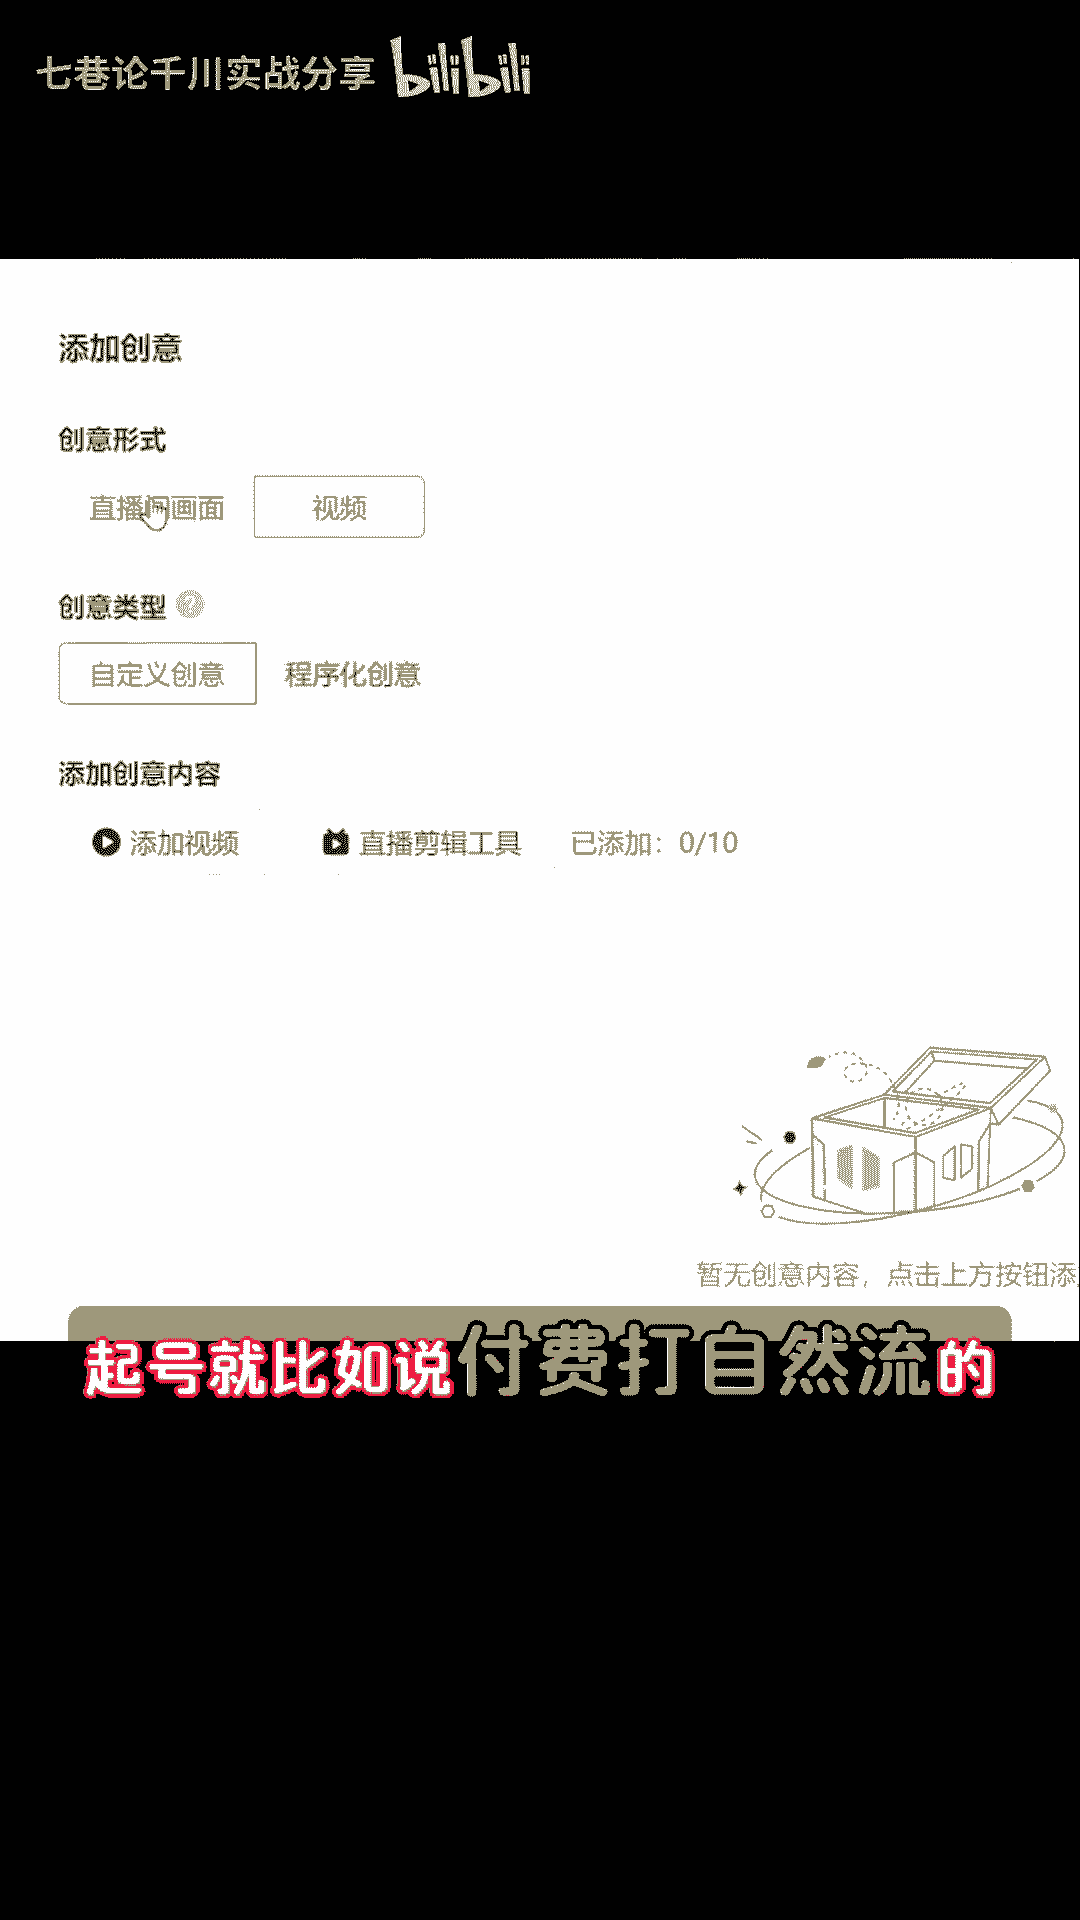 七巷论千川实战分享 bilibili
添加创意
创意形式
直播间画面 视频
创意类型
自定义创意 程序化创意
添加创意内容
添加视频 直播剪辑工具 已添加：0/10
暂无创意内容，点击上方按钮添
起号就比如说付费打自然流的